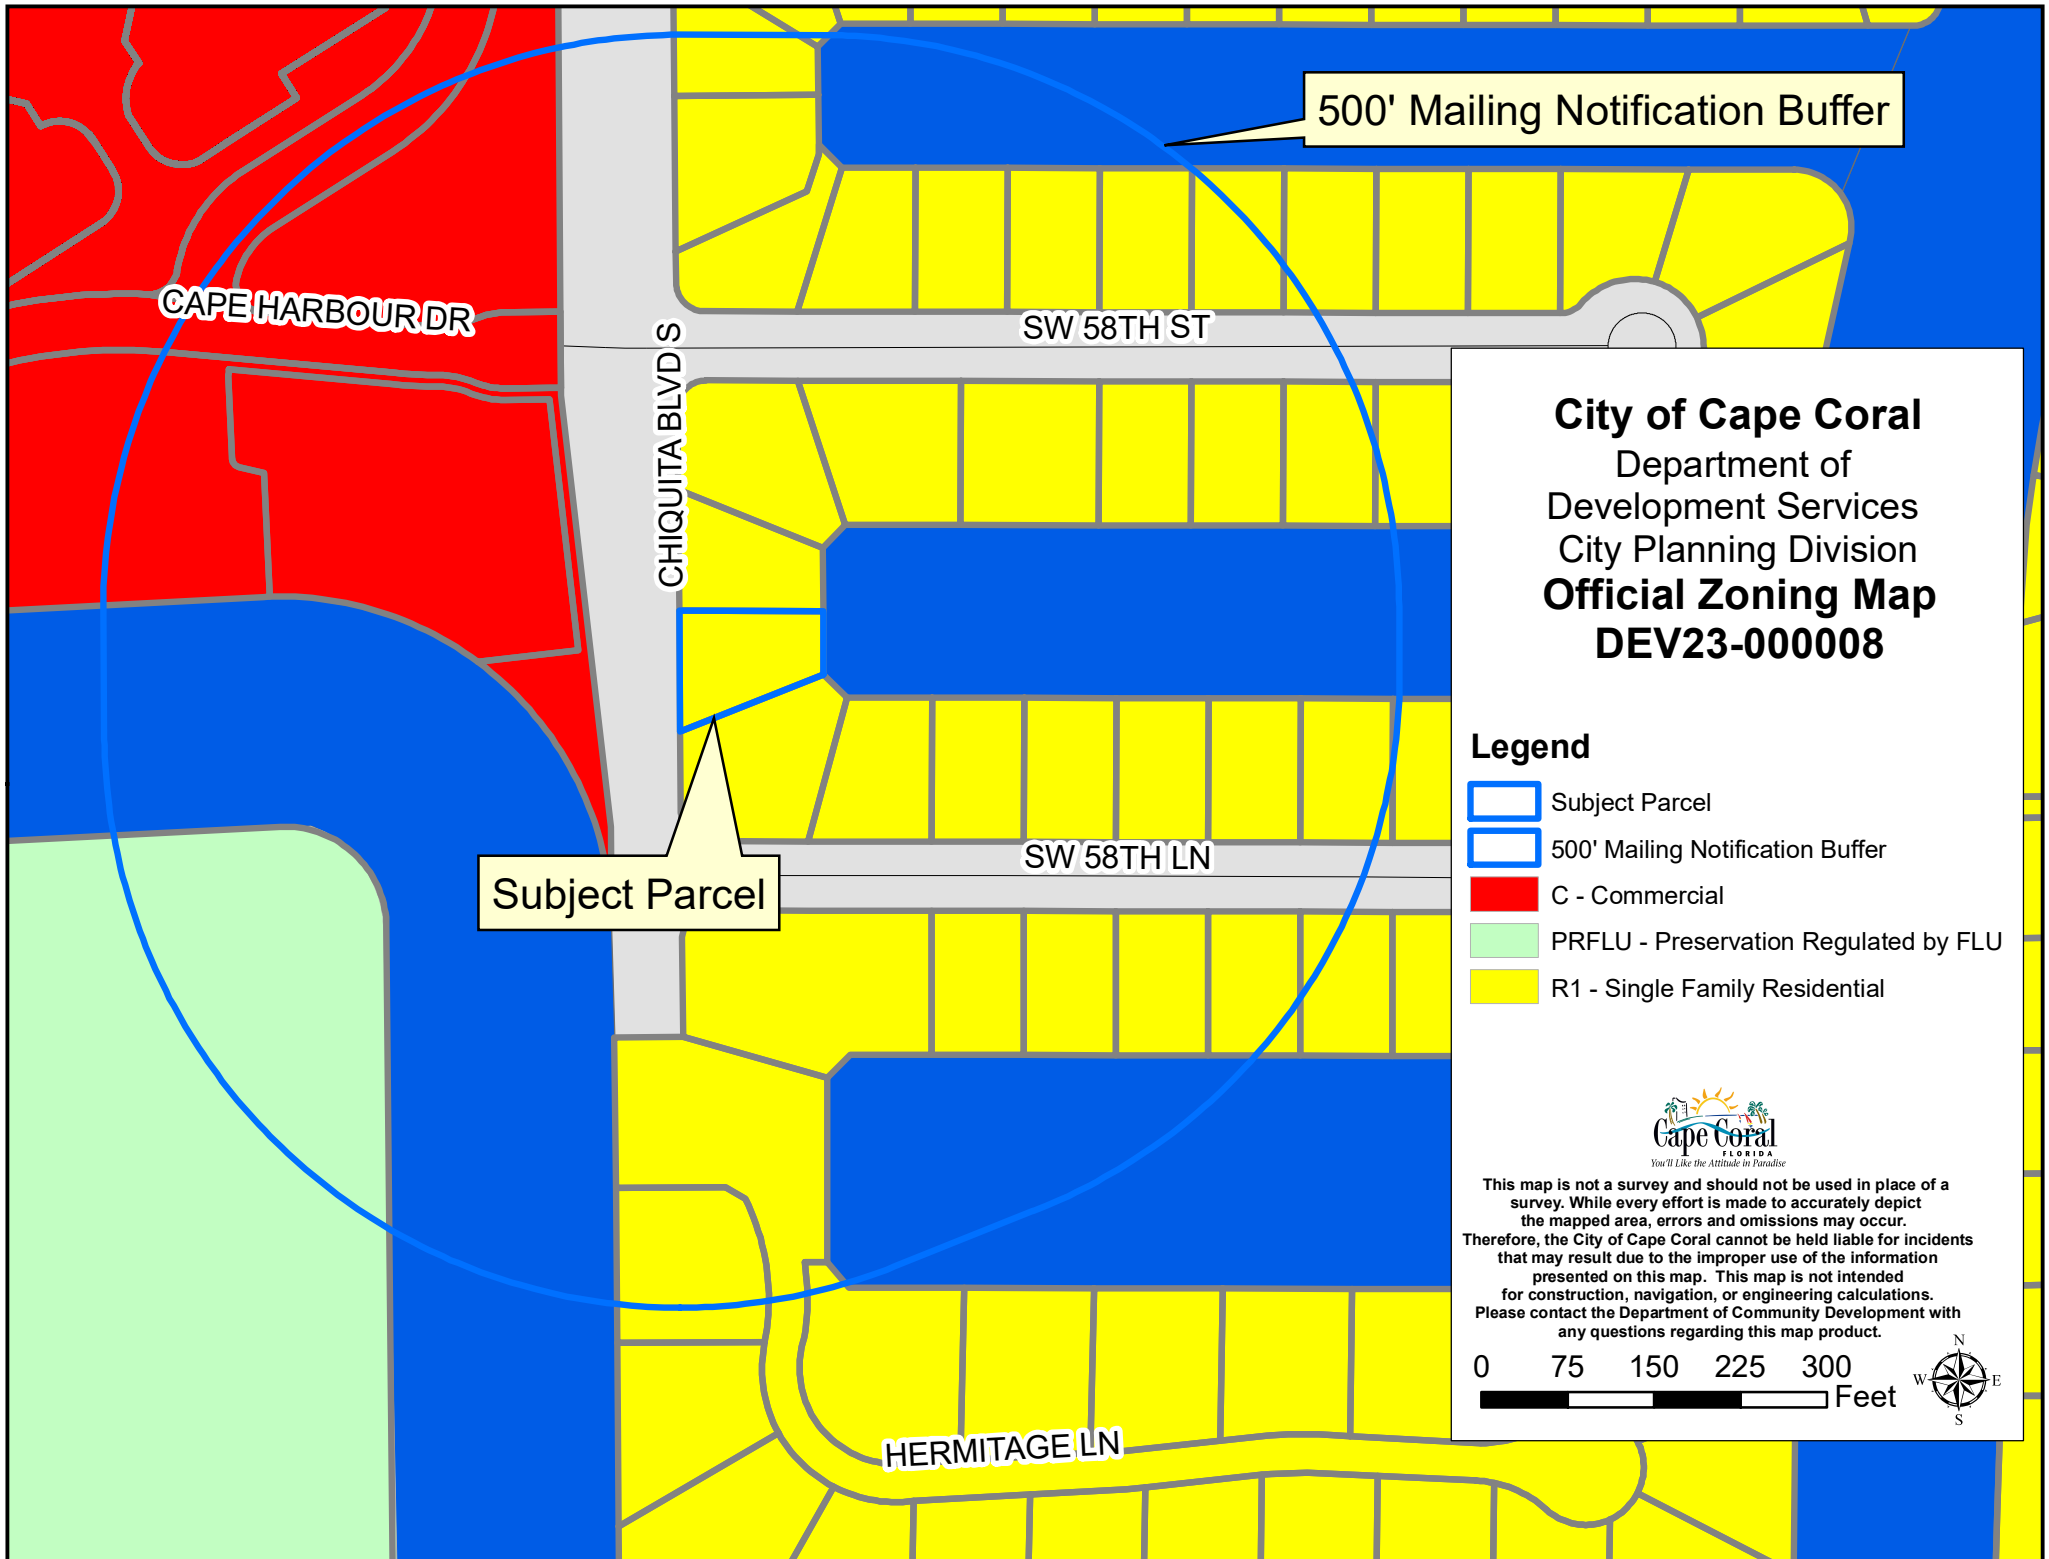 500' Mailing Notification Buffer
CAPE HARBOUR DR
SW 58TH ST
CHIQUITA BLVD S
SW 58TH LN
Subject Parcel
HERMITAGE LN
City of Cape Coral
Department of
Development Services
City Planning Division
Official Zoning Map
DEV23-000008
Legend
Subject Parcel
500' Mailing Notification Buffer
C - Commercial
PRFLU - Preservation Regulated by FLU
R1 - Single Family Residential
Cape Coral
FLORIDA
You'll Like the Attitude in Paradise
This map is not a survey and should not be used in place of a
survey. While every effort is made to accurately depict
the mapped area, errors and omissions may occur.
Therefore, the City of Cape Coral cannot be held liable for incidents
that may result due to the improper use of the information
presented on this map. This map is not intended
for construction, navigation, or engineering calculations.
Please contact the Department of Community Development with
any questions regarding this map product.
0 75 150 225 300
Feet
N
W E
S